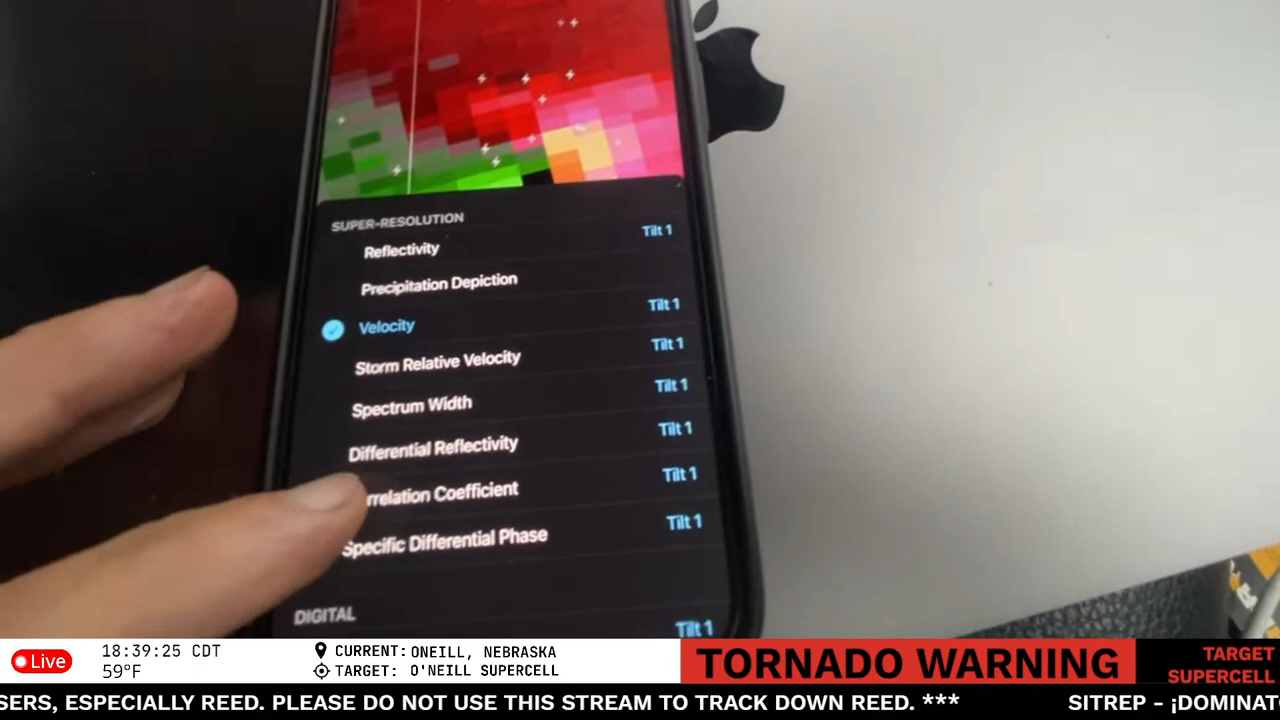 SUPER-RESOLUTION
Reflectivity Tilt 1
Precipitation Depiction
Velocity Tilt 1
Storm Relative Velocity Tilt 1
Spectrum Width Tilt 1
Differential Reflectivity Tilt 1
rrelation Coefficient Tilt 1
Specific Differential Phase Tilt 1
DIGITAL
Tilt 1
Live
18:39:25 CDT
59°F
CURRENT: ONEILL, NEBRASKA
TARGET: O'NEILL SUPERCELL
TORNADO WARNING
TARGET
SUPERCELL
SERS, ESPECIALLY REED. PLEASE DO NOT USE THIS STREAM TO TRACK DOWN REED. *** SITREP - ¡DOMINAT